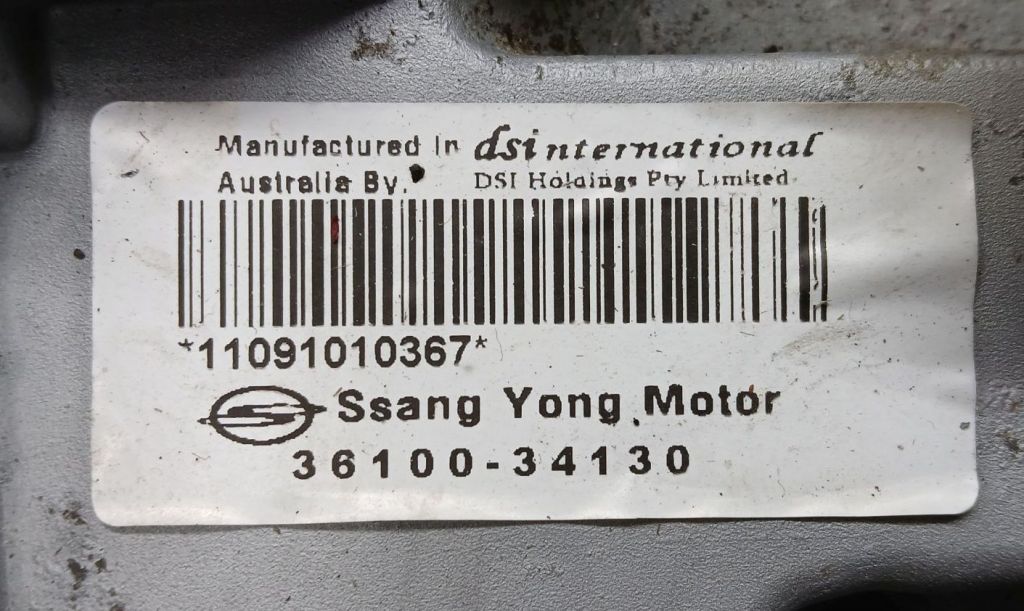 Manufactured In dsi international
Australia By. DSI Holdings Pty Limited
*11091010367*
Ssang Yong Motor
36100-34130